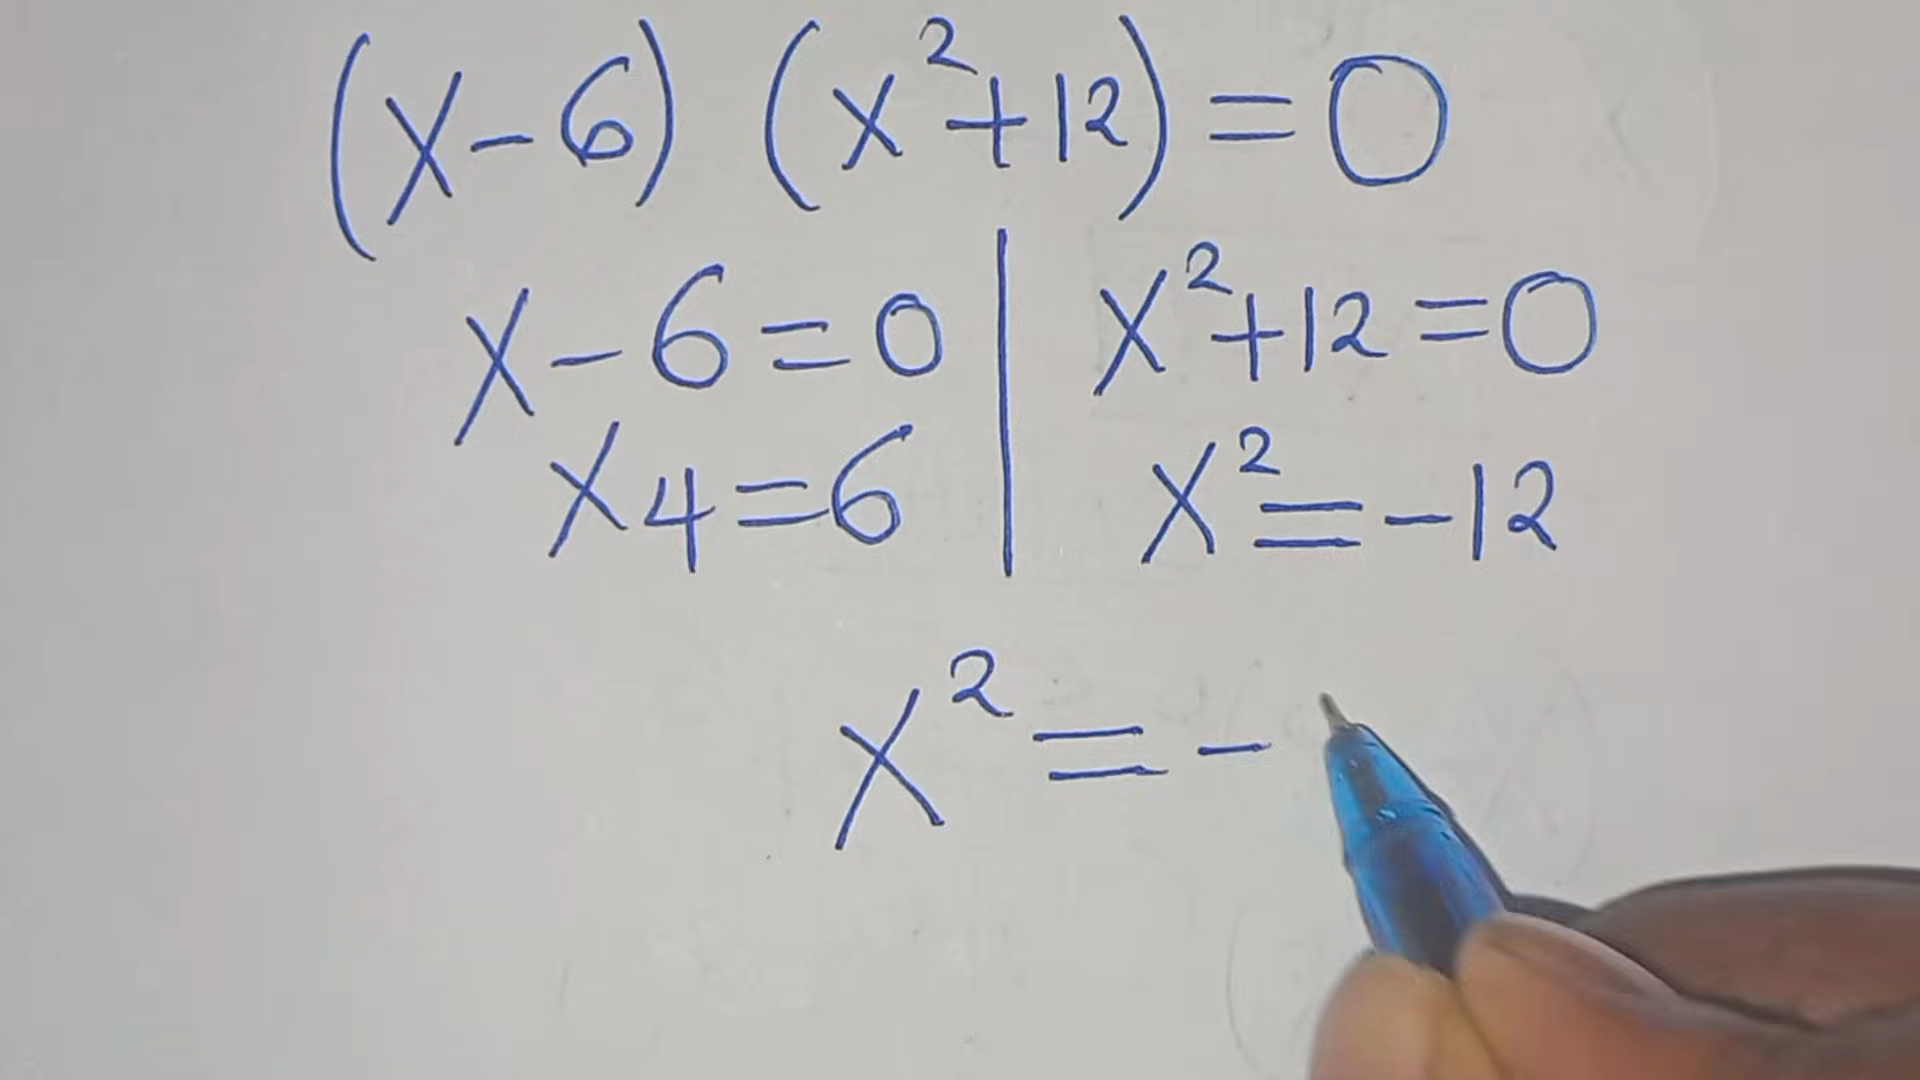 (x-6) (x²+12)=0
x-6=0 | x²+12=0
x4=6 | x²=-12
x²=-